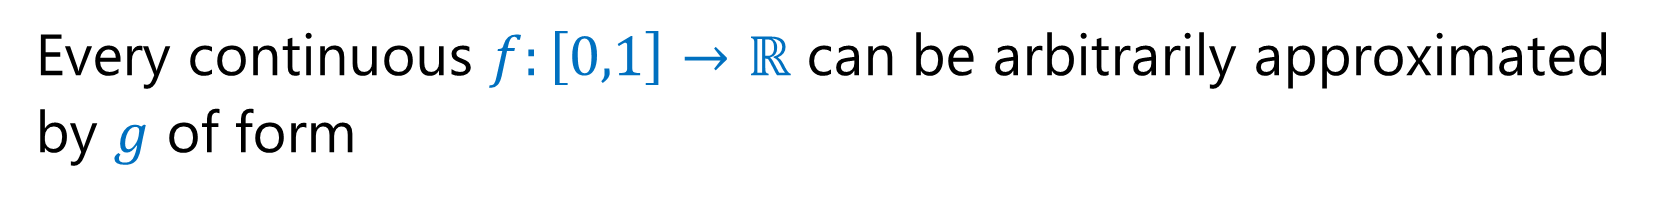 Every continuous f: [0,1] → ℝ can be arbitrarily approximated
by g of form